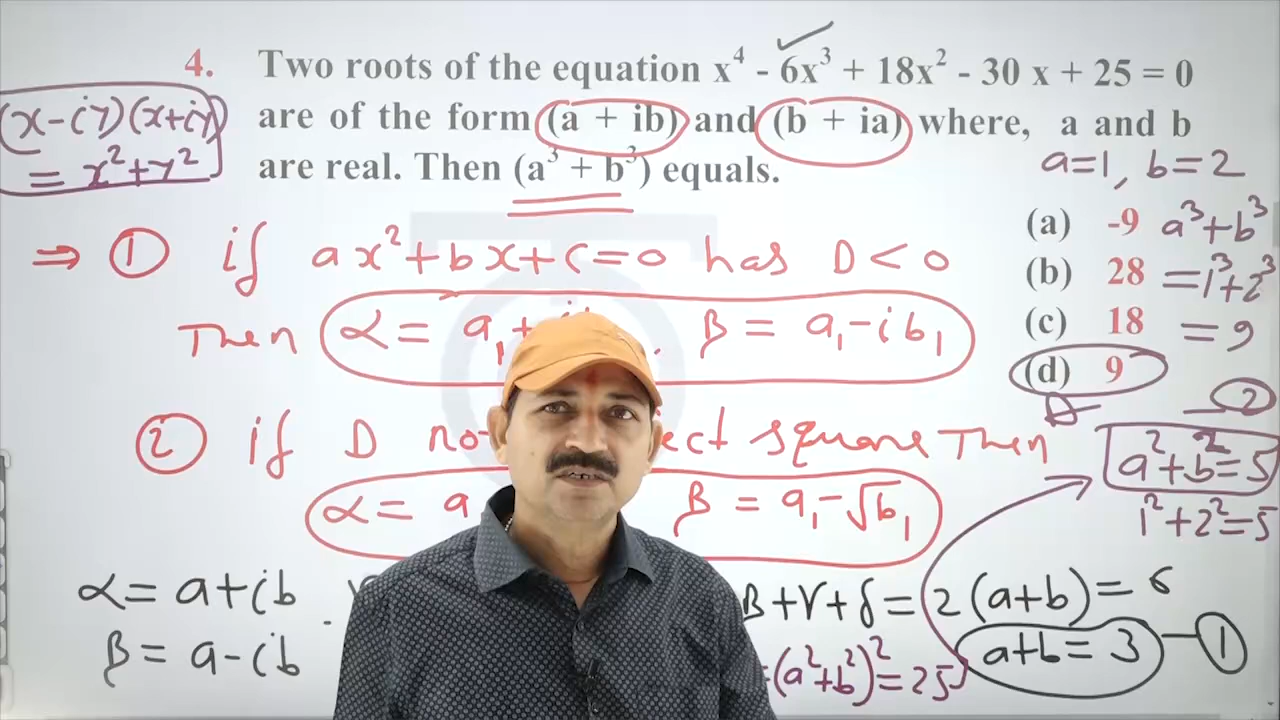 4. Two roots of the equation x⁴ - 6x³ + 18x² - 30 x + 25 = 0
are of the form (a + ib) and (b + ia) where, a and b
are real. Then (a³ + b³) equals.
(x-iy)(x+iy)
= x²+y²
a=1, b=2
(a) -9
(b) 28
(c) 18
(d) 9
a³+b³
=1³+2³
= 9
⇒ ① if ax²+bx+c=0 has D<0
Then α= a₁+ , β= a₁-ib₁
② if D square Then
α= a β = a₁-√b₁
② a²+b²=5
1²+2²=5
α= a+ib
β= a-ib
β+γ+δ= 2(a+b)= 6
a+b= 3 — ①
=(a²+b²)²=25